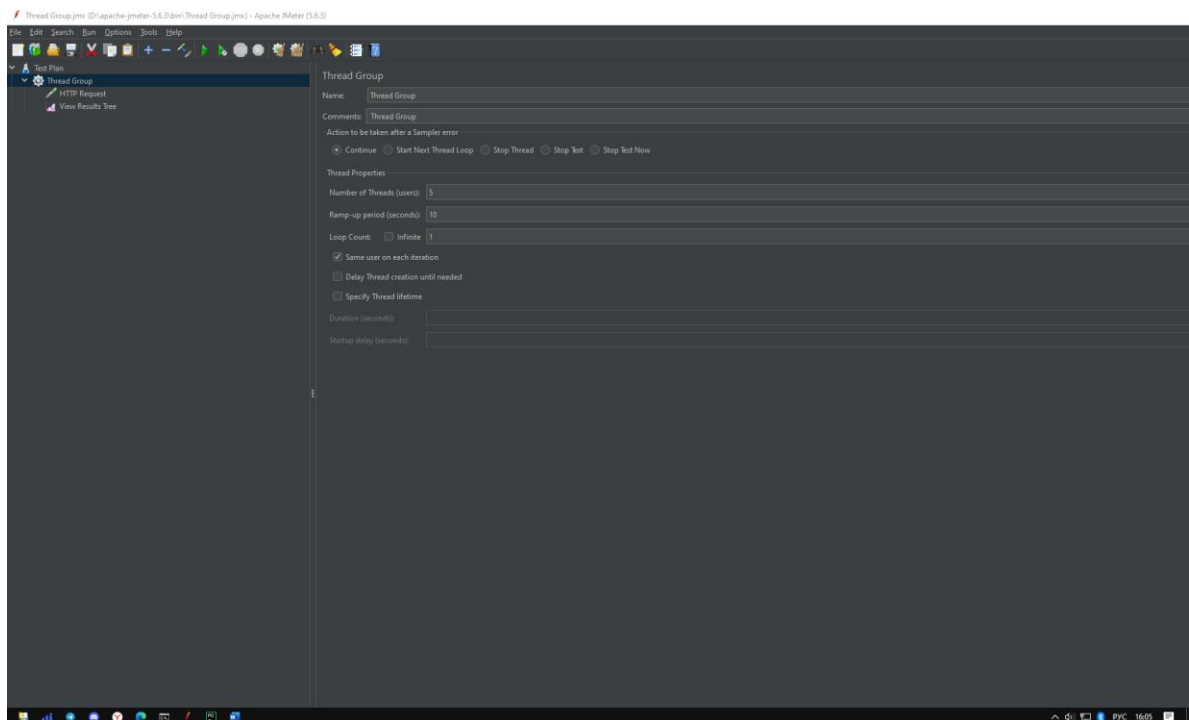 Thread Group.jmx (D:\apache-jmeter-5.6.3\bin\Thread Group.jmx) - Apache JMeter (5.6.3)
File Edit Search Run Options Tools Help
Test Plan
Thread Group
HTTP Request
View Results Tree
Thread Group
Name: Thread Group
Comments: Thread Group
Action to be taken after a Sampler error
Continue Start Next Thread Loop Stop Thread Stop Test Stop Test Now
Thread Properties
Number of Threads (users): 5
Ramp-up period (seconds): 10
Loop Count: Infinite 1
Same user on each iteration
Delay Thread creation until needed
Specify Thread lifetime
Duration (seconds):
Startup delay (seconds):
РУС 16:05